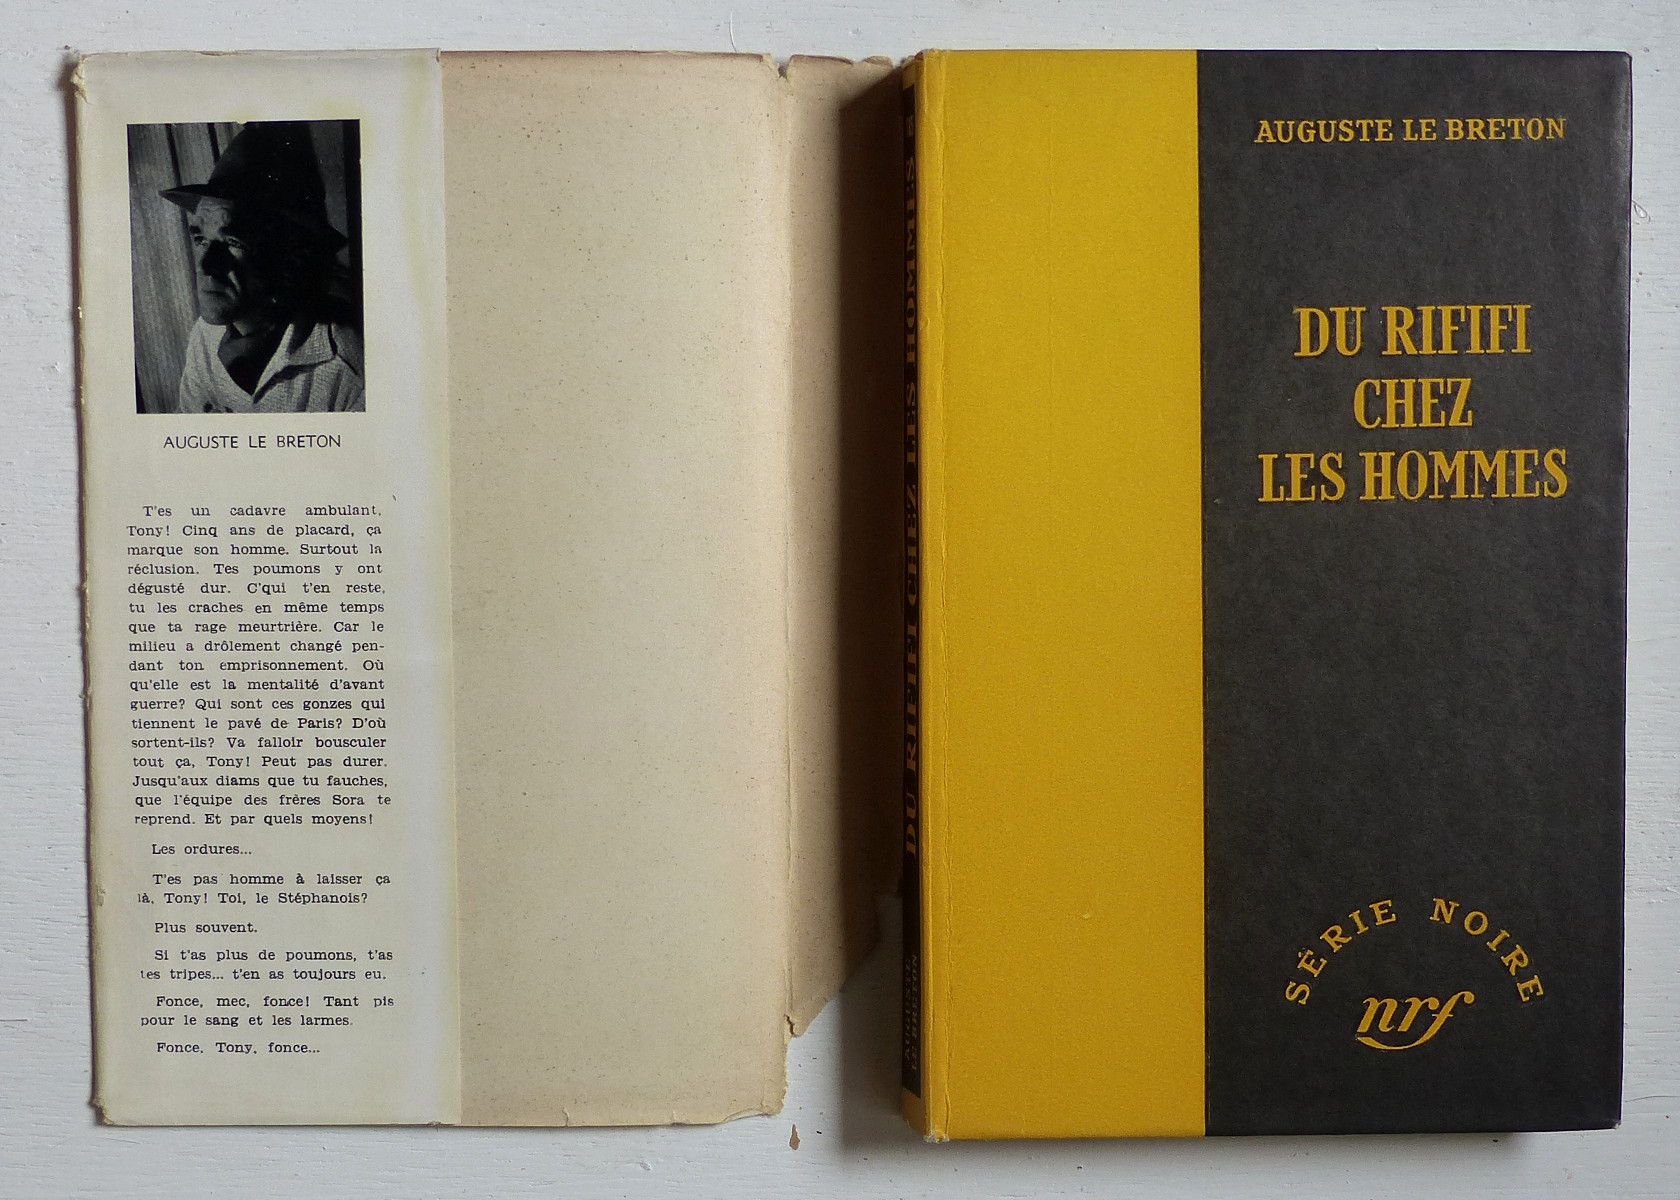 AUGUSTE LE BRETON
T'es un cadavre ambulant,
Tony! Cinq ans de placard, ça
marque son homme. Surtout la
réclusion. Tes poumons y ont
dégusté dur. C'qui t'en reste,
tu les craches en même temps
que ta rage meurtrière. Car le
milieu a drôlement changé pen-
dant ton emprisonnement. Où
qu'elle est la mentalité d'avant
guerre? Qui sont ces gonzes qui
tiennent le pavé de Paris? D'où
sortent-ils? Va falloir bousculer
tout ça, Tony! Peut pas durer.
Jusqu'aux diams que tu fauches,
que l'équipe des frères Sora te
reprend. Et par quels moyens!
Les ordures...
T'es pas homme à laisser ça
là, Tony! Toi, le Stéphanois?
Plus souvent.
Si t'as plus de poumons, t'as
tes tripes... t'en as toujours eu.
Fonce, mec, fonce! Tant pis
pour le sang et les larmes.
Fonce, Tony, fonce...
DU RIFIFI CHEZ LES HOMMES
AUGUSTE
LE BRETON
AUGUSTE LE BRETON
DU RIFIFI
CHEZ
LES HOMMES
SÉRIE NOIRE
nrf